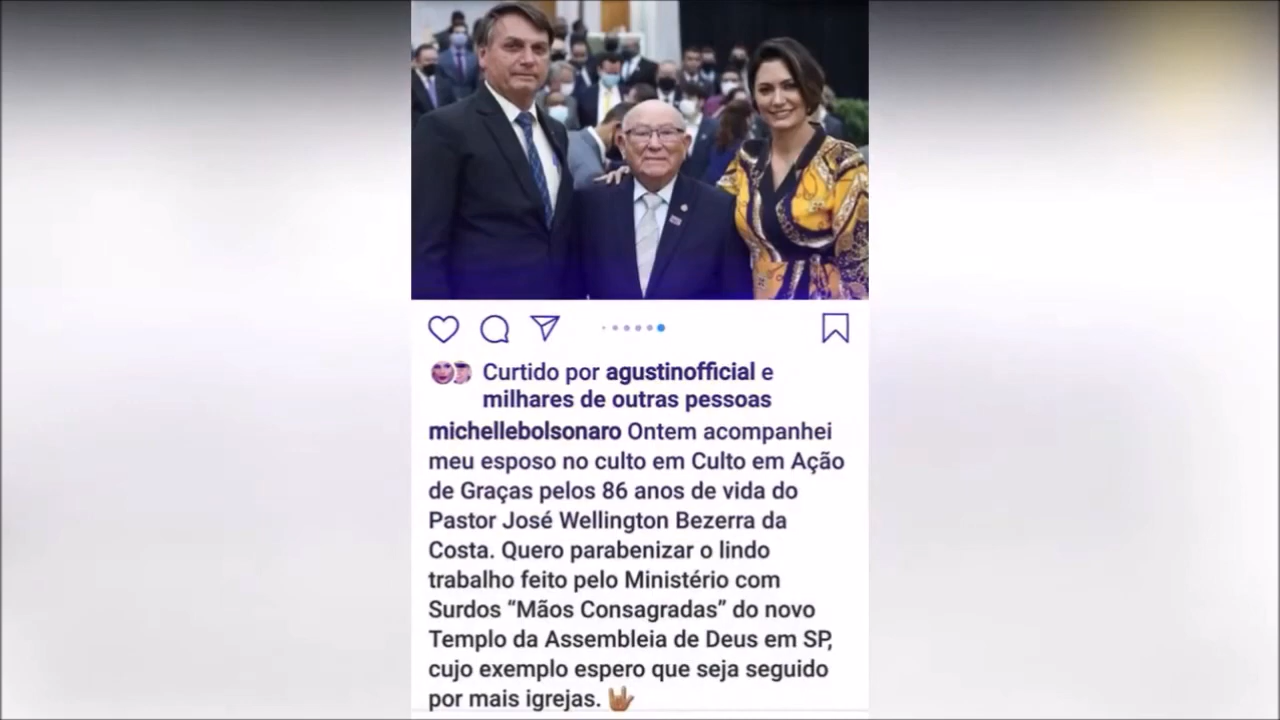 Curtido por agustinofficial e
milhares de outras pessoas
michellebolsonaro Ontem acompanhei
meu esposo no culto em Culto em Ação
de Graças pelos 86 anos de vida do
Pastor José Wellington Bezerra da
Costa. Quero parabenizar o lindo
trabalho feito pelo Ministério com
Surdos “Mãos Consagradas” do novo
Templo da Assembleia de Deus em SP,
cujo exemplo espero que seja seguido
por mais igrejas. 🤟🏽